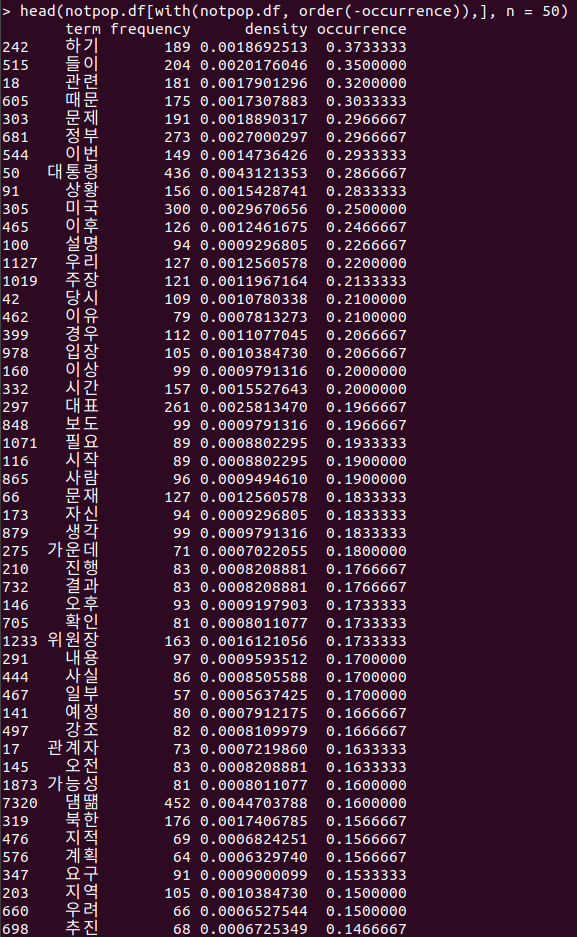 > head(notpop.df[with(notpop.df, order(-occurrence)),], n = 50)
term frequency density occurrence
242 하기 189 0.0018692513 0.3733333
515 들이 204 0.0020176046 0.3500000
18 관련 181 0.0017901296 0.3200000
605 때문 175 0.0017307883 0.3033333
303 문제 191 0.0018890317 0.2966667
681 정부 273 0.0027000297 0.2966667
544 이번 149 0.0014736426 0.2933333
50 대통령 436 0.0043121353 0.2866667
91 상황 156 0.0015428741 0.2833333
305 미국 300 0.0029670656 0.2500000
465 이후 126 0.0012461675 0.2466667
100 설명 94 0.0009296805 0.2266667
1127 우리 127 0.0012560578 0.2200000
1019 주장 121 0.0011967164 0.2133333
42 당시 109 0.0010780338 0.2100000
462 이유 79 0.0007813273 0.2100000
399 경우 112 0.0011077045 0.2066667
978 입장 105 0.0010384730 0.2066667
160 이상 99 0.0009791316 0.2000000
332 시간 157 0.0015527643 0.2000000
297 대표 261 0.0025813470 0.1966667
848 보도 99 0.0009791316 0.1966667
1071 필요 89 0.0008802295 0.1933333
116 시작 89 0.0008802295 0.1900000
865 사람 96 0.0009494610 0.1900000
66 문재 127 0.0012560578 0.1833333
173 자신 94 0.0009296805 0.1833333
879 생각 99 0.0009791316 0.1833333
275 가운데 71 0.0007022055 0.1800000
210 진행 83 0.0008208881 0.1766667
732 결과 83 0.0008208881 0.1766667
146 오후 93 0.0009197903 0.1733333
705 확인 81 0.0008011077 0.1733333
1233 위원장 163 0.0016121056 0.1733333
291 내용 97 0.0009593512 0.1700000
444 사실 86 0.0008505588 0.1700000
467 일부 57 0.0005637425 0.1700000
141 예정 80 0.0007912175 0.1666667
497 강조 82 0.0008109979 0.1666667
17 관계자 73 0.0007219860 0.1633333
145 오전 83 0.0008208881 0.1633333
1873 가능성 81 0.0008011077 0.1600000
7320 452 0.0044703788 0.1600000
319 북한 176 0.0017406785 0.1566667
476 지적 69 0.0006824251 0.1566667
576 계획 64 0.0006329740 0.1566667
347 요구 91 0.0009000099 0.1533333
203 지역 105 0.0010384730 0.1500000
660 우려 66 0.0006527544 0.1500000
698 추진 68 0.0006725349 0.1466667